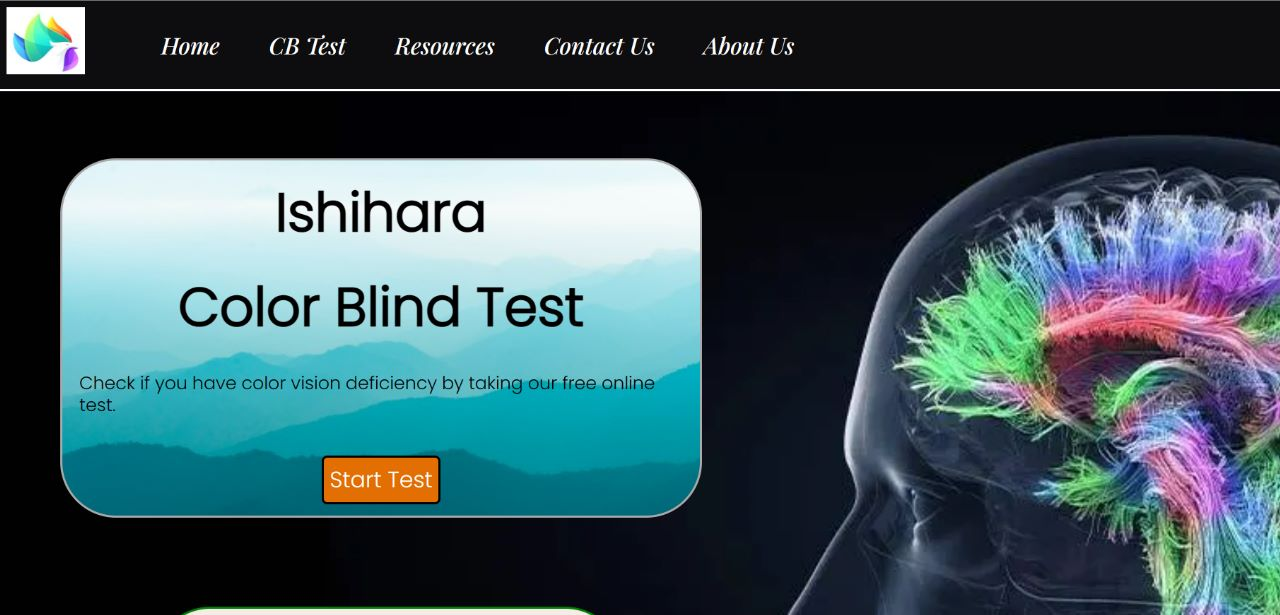 Home CB Test Resources Contact Us About Us
Ishihara
Color Blind Test
Check if you have color vision deficiency by taking our free online
test.
Start Test